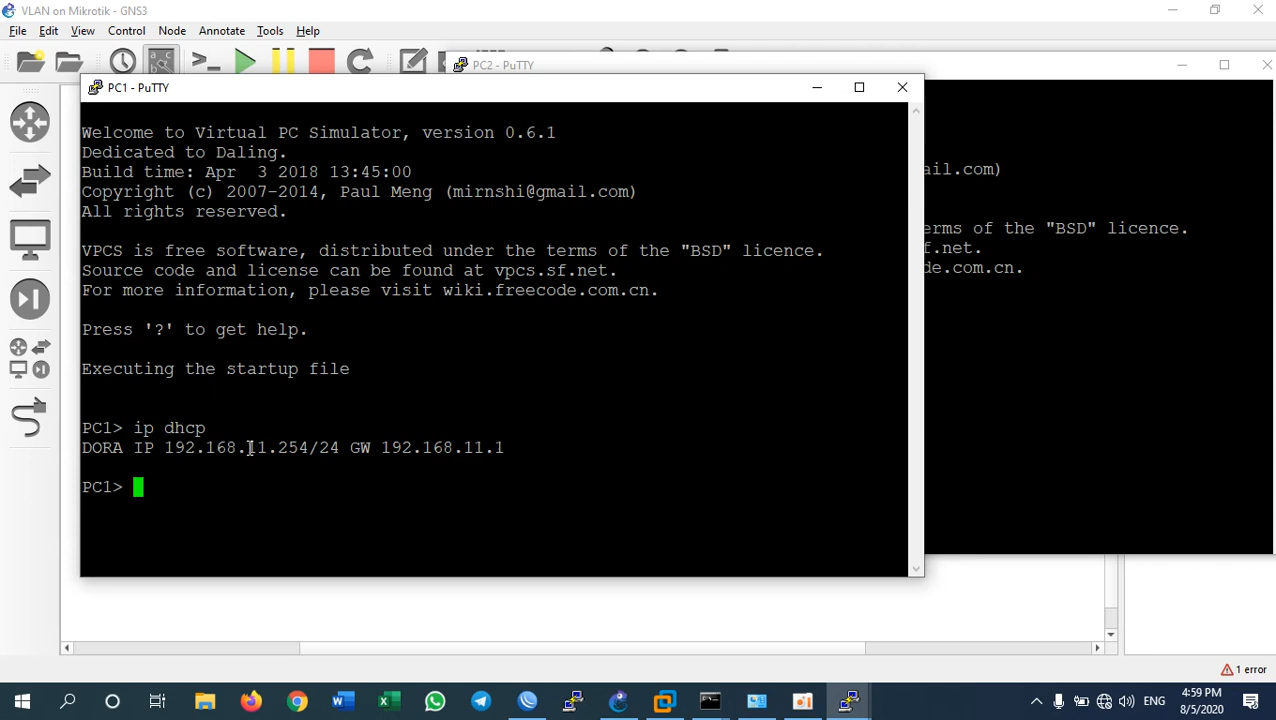 VLAN on Mikrotik - GNS3
File Edit View Control Node Annotate Tools Help
PC2 - PuTTY
PC1 - PuTTY
Welcome to Virtual PC Simulator, version 0.6.1
Dedicated to Daling.
Build time: Apr  3 2018 13:45:00
Copyright (c) 2007-2014, Paul Meng (mirnshi@gmail.com)
All rights reserved.
VPCS is free software, distributed under the terms of the "BSD" licence.
Source code and license can be found at vpcs.sf.net.
For more information, please visit wiki.freecode.com.cn.
Press '?' to get help.
Executing the startup file
PC1> ip dhcp
DORA IP 192.168.11.254/24 GW 192.168.11.1
PC1>
ail.com)
erms of the "BSD" licence.
f.net.
de.com.cn.
1 error
ENG
4:59 PM
8/5/2020